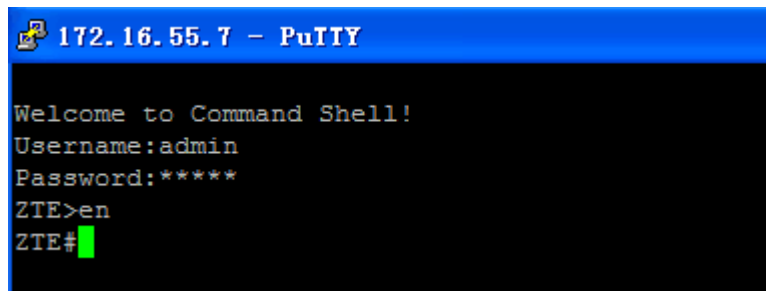 172.16.55.7 - PuTTY
Welcome to Command Shell!
Username:admin
Password:*****
ZTE>en
ZTE#